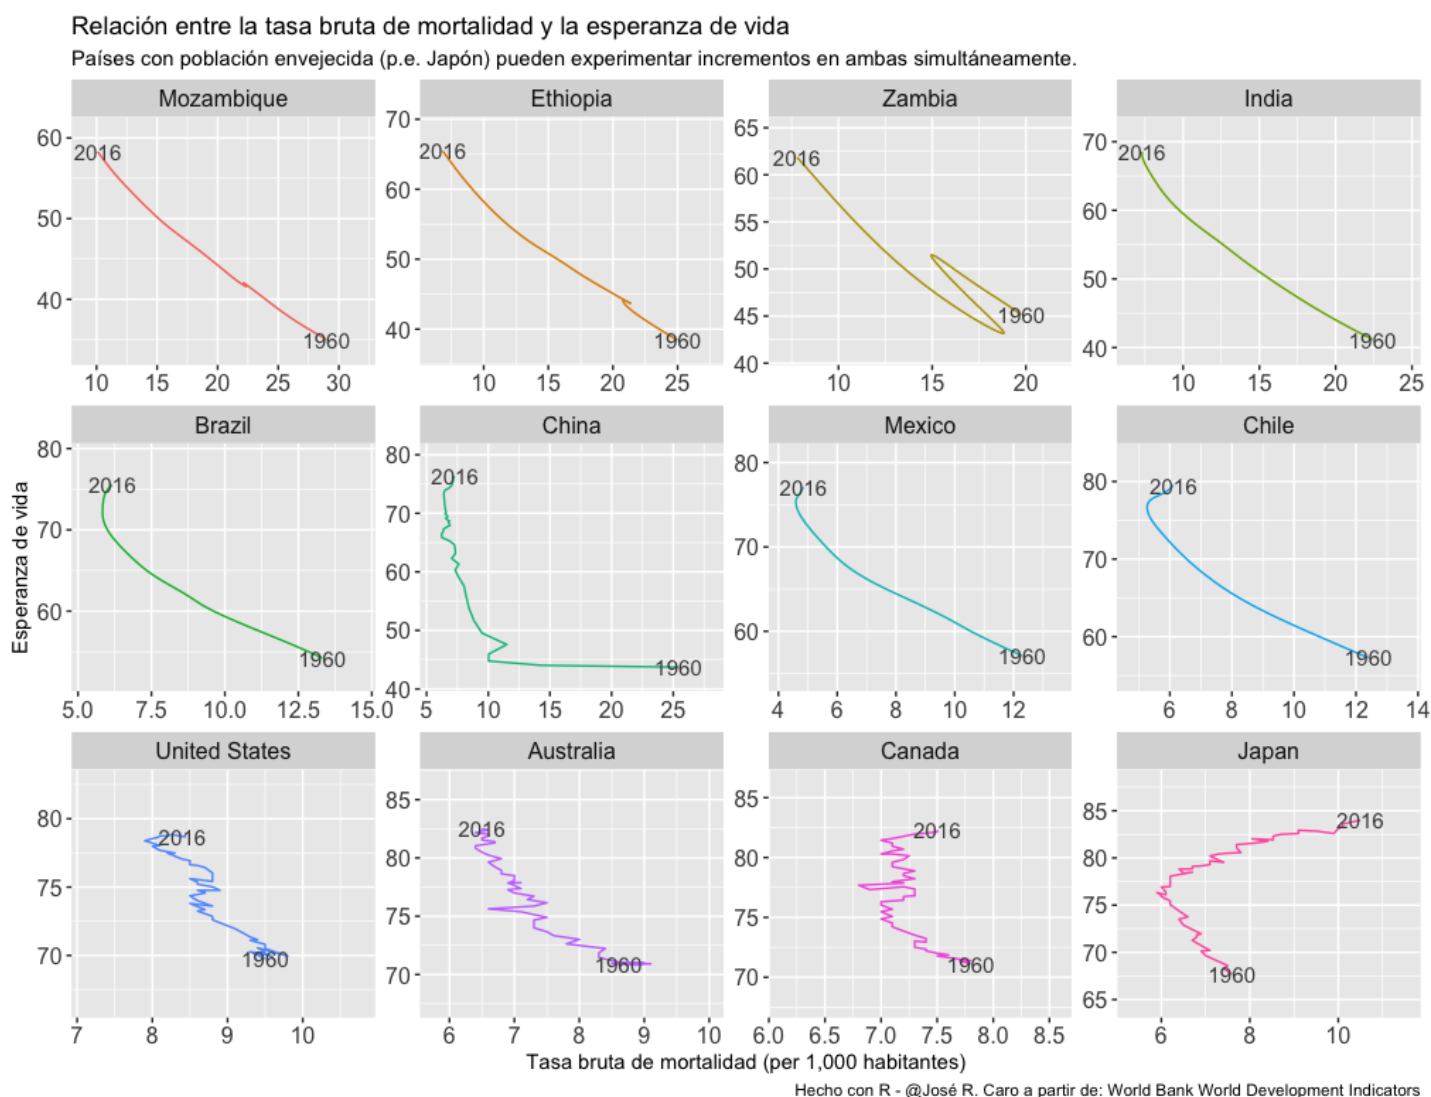 Relación entre la tasa bruta de mortalidad y la esperanza de vida
Países con población envejecida (p.e. Japón) pueden experimentar incrementos en ambas simultáneamente.
Mozambique Ethiopia Zambia India
60 50 40
2016 1960
10 15 20 25 30
70 60 50 40
2016 1960
10 15 20 25
65 60 55 50 45 40
2016 1960
10 15 20
70 60 50 40
2016 1960
10 15 20 25
Esperanza de vida
Brazil China Mexico Chile
80 70 60
2016 1960
5.0 7.5 10.0 12.5 15.0
80 70 60 50 40
2016 1960
5 10 15 20 25
80 70 60
2016 1960
4 6 8 10 12
80 70 60
2016 1960
6 8 10 12 14
United States Australia Canada Japan
80 75 70
2016 1960
7 8 9 10
85 80 75 70
2016 1960
6 7 8 9 10
85 80 75 70
2016 1960
6.0 6.5 7.0 7.5 8.0 8.5
85 80 75 70 65
2016 1960
6 8 10
Tasa bruta de mortalidad (per 1,000 habitantes)
Hecho con R - @José R. Caro a partir de: World Bank World Development Indicators